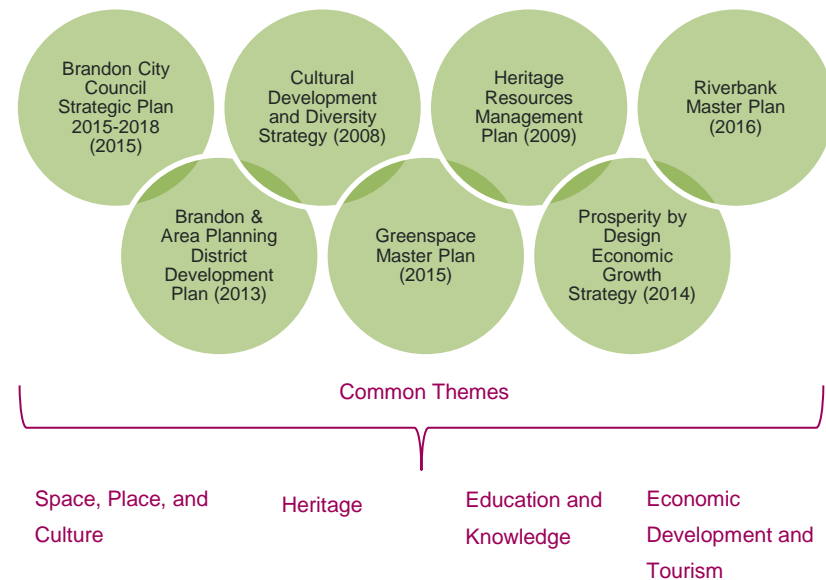 Brandon City
Council
Strategic Plan
2015-2018
(2015)
Cultural
Development
and Diversity
Strategy (2008)
Heritage
Resources
Management
Plan (2009)
Riverbank
Master Plan
(2016)
Brandon &
Area Planning
District
Development
Plan (2013)
Greenspace
Master Plan
(2015)
Prosperity by
Design
Economic
Growth
Strategy (2014)
Common Themes
Space, Place, and
Culture
Heritage
Education and
Knowledge
Economic
Development and
Tourism